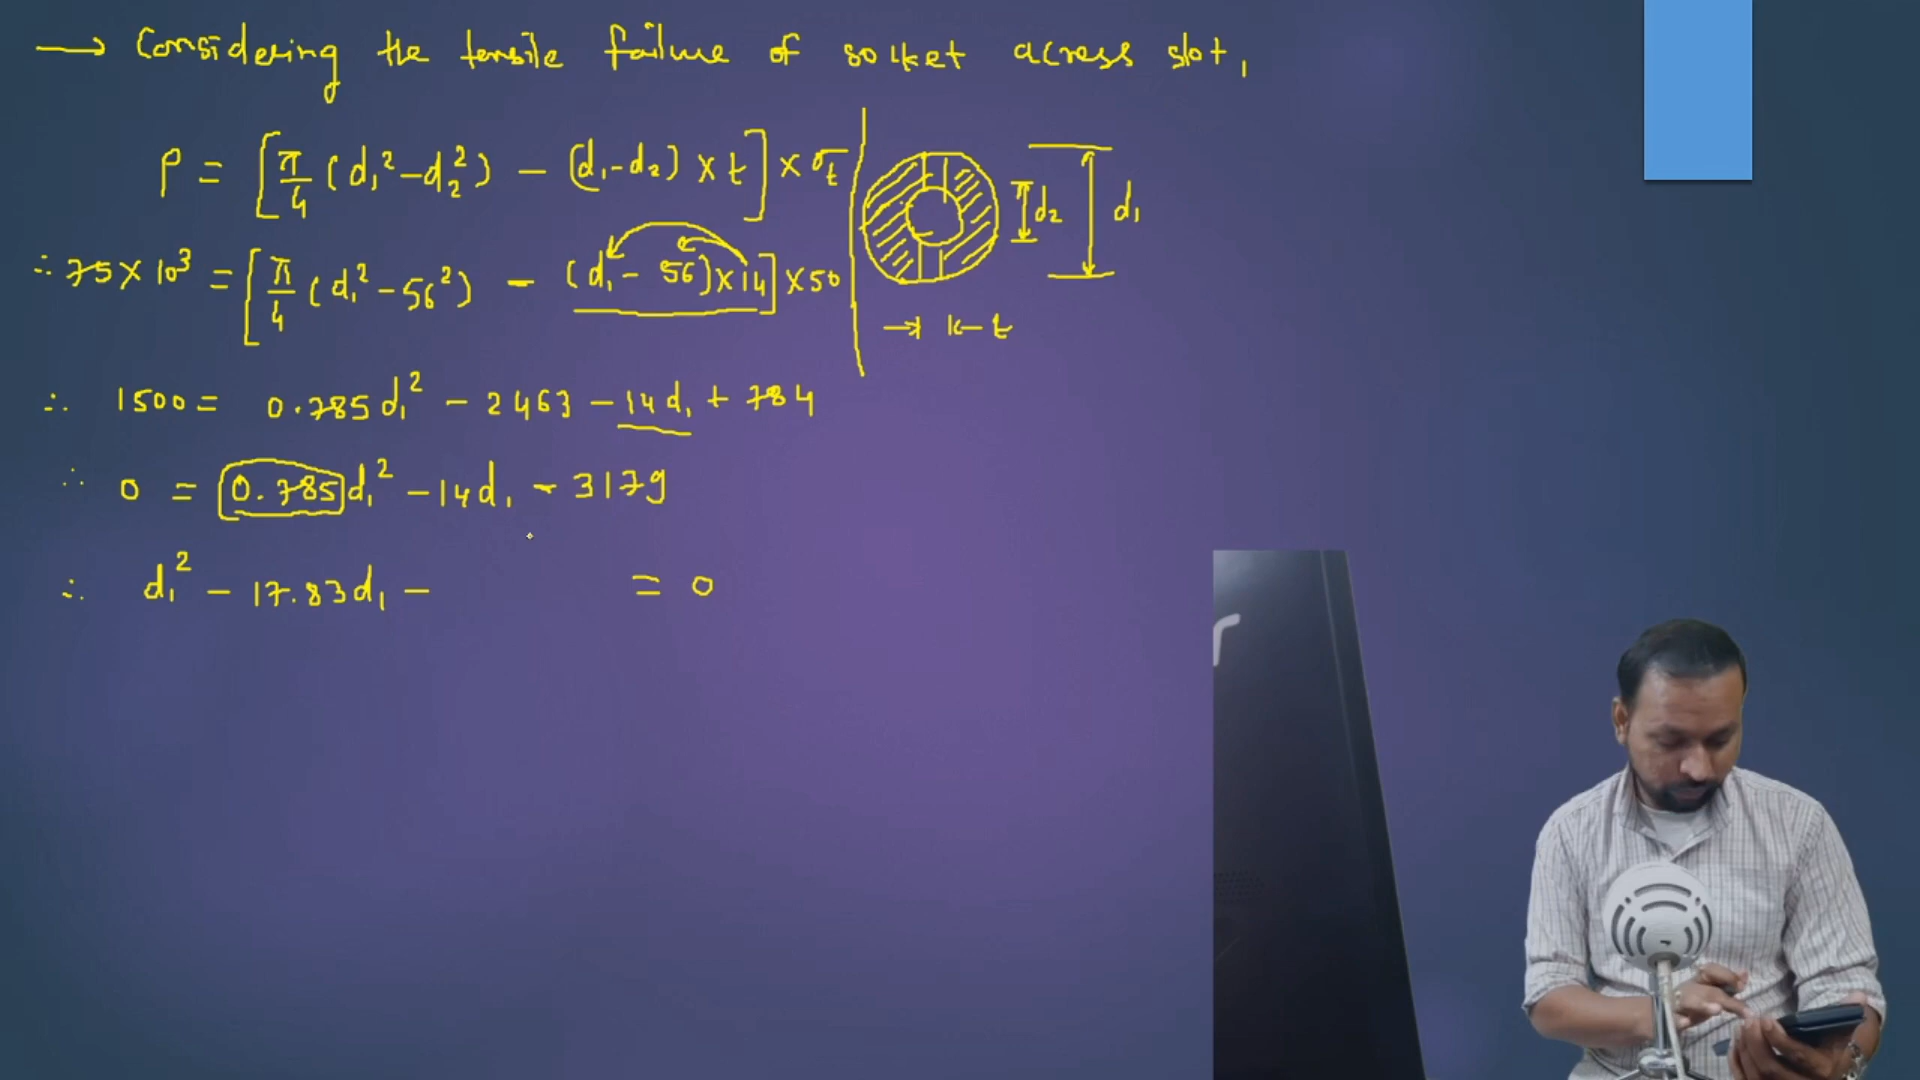 → Considering the tensile failure of socket across slot,
P = [π/4 (d₁² - d₂²) - (d₁ - d₂) × t] × σt
∴ 75 × 10³ = [π/4 (d₁² - 56²) - (d₁ - 56) × 14] × 50
d₂ d₁
t
∴ 1500 = 0.785 d₁² - 2463 - 14 d₁ + 784
∴ 0 = 0.785 d₁² - 14 d₁ - 3179
∴ d₁² - 17.83 d₁ - = 0
r